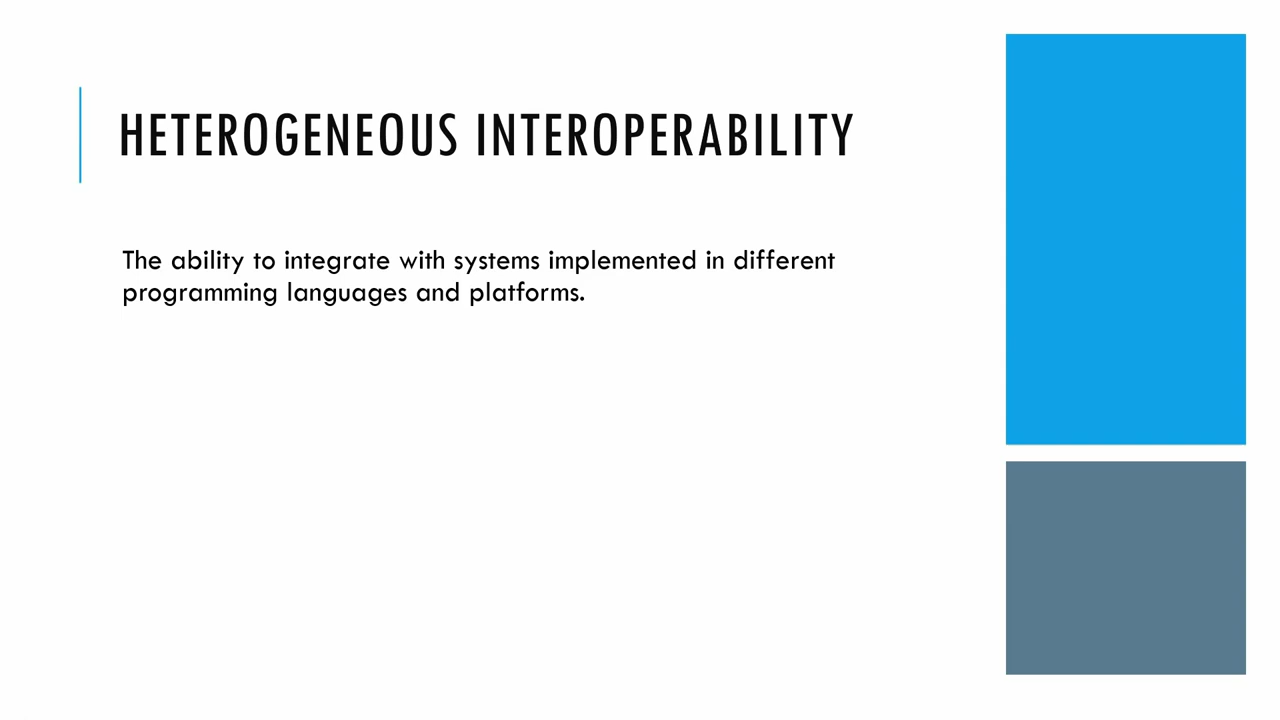 HETEROGENEOUS INTEROPERABILITY
The ability to integrate with systems implemented in different
programming languages and platforms.